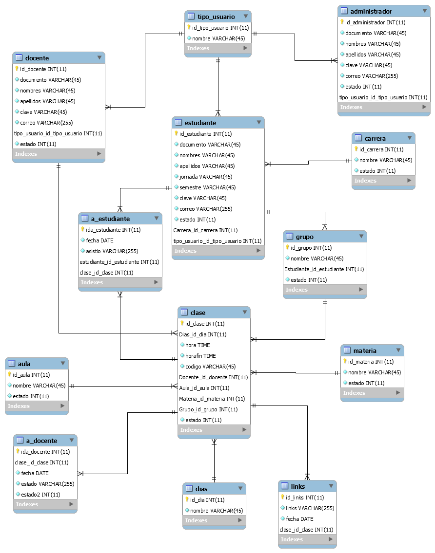 tipo_usuario
id_tipo_usuario INT(11)
nombre VARCHAR(45)
Indexes
administrador
id_administrador INT(11)
documento VARCHAR(45)
nombres VARCHAR(45)
apellidos VARCHAR(45)
clave VARCHAR(45)
correo VARCHAR(255)
estado INT(11)
tipo_usuario_id_tipo_usuario INT(11)
Indexes
docente
id_docente INT(11)
documento VARCHAR(45)
nombres VARCHAR(45)
apellidos VARCHAR(45)
clave VARCHAR(45)
correo VARCHAR(255)
tipo_usuario_id_tipo_usuario INT(11)
estado INT(11)
Indexes
estudiante
id_estudiante INT(11)
documento VARCHAR(45)
nombres VARCHAR(45)
apellidos VARCHAR(45)
jornada VARCHAR(45)
semestre VARCHAR(45)
clave VARCHAR(45)
correo VARCHAR(255)
estado INT(11)
Carrera_id_carrera INT(11)
tipo_usuario_id_tipo_usuario INT(11)
Indexes
carrera
id_carrera INT(11)
nombre VARCHAR(45)
estado INT(11)
Indexes
a_estudiante
ida_estudiante INT(11)
fecha DATE
asistio VARCHAR(255)
estudiante_id_estudiante INT(11)
clase_id_clase INT(11)
Indexes
grupo
id_grupo INT(11)
nombre VARCHAR(45)
Estudiante_id_estudiante INT(11)
estado INT(11)
Indexes
clase
id_clase INT(11)
Dias_id_dia INT(11)
hora TIME
horafin TIME
codigo VARCHAR(45)
Docente_id_docente INT(11)
Aula_id_aula INT(11)
Materia_id_materia INT(11)
Grupo_id_grupo INT(11)
estado INT(11)
Indexes
aula
id_aula INT(11)
nombre VARCHAR(45)
estado INT(11)
Indexes
materia
id_materia INT(11)
nombre VARCHAR(45)
estado INT(11)
Indexes
a_docente
ida_docente INT(11)
clase_id_clase INT(11)
fecha DATE
estado VARCHAR(255)
estado2 INT(11)
Indexes
dias
id_dia INT(11)
nombre VARCHAR(45)
Indexes
links
id_links INT(11)
links VARCHAR(255)
fecha DATE
clase_id_clase INT(11)
Indexes